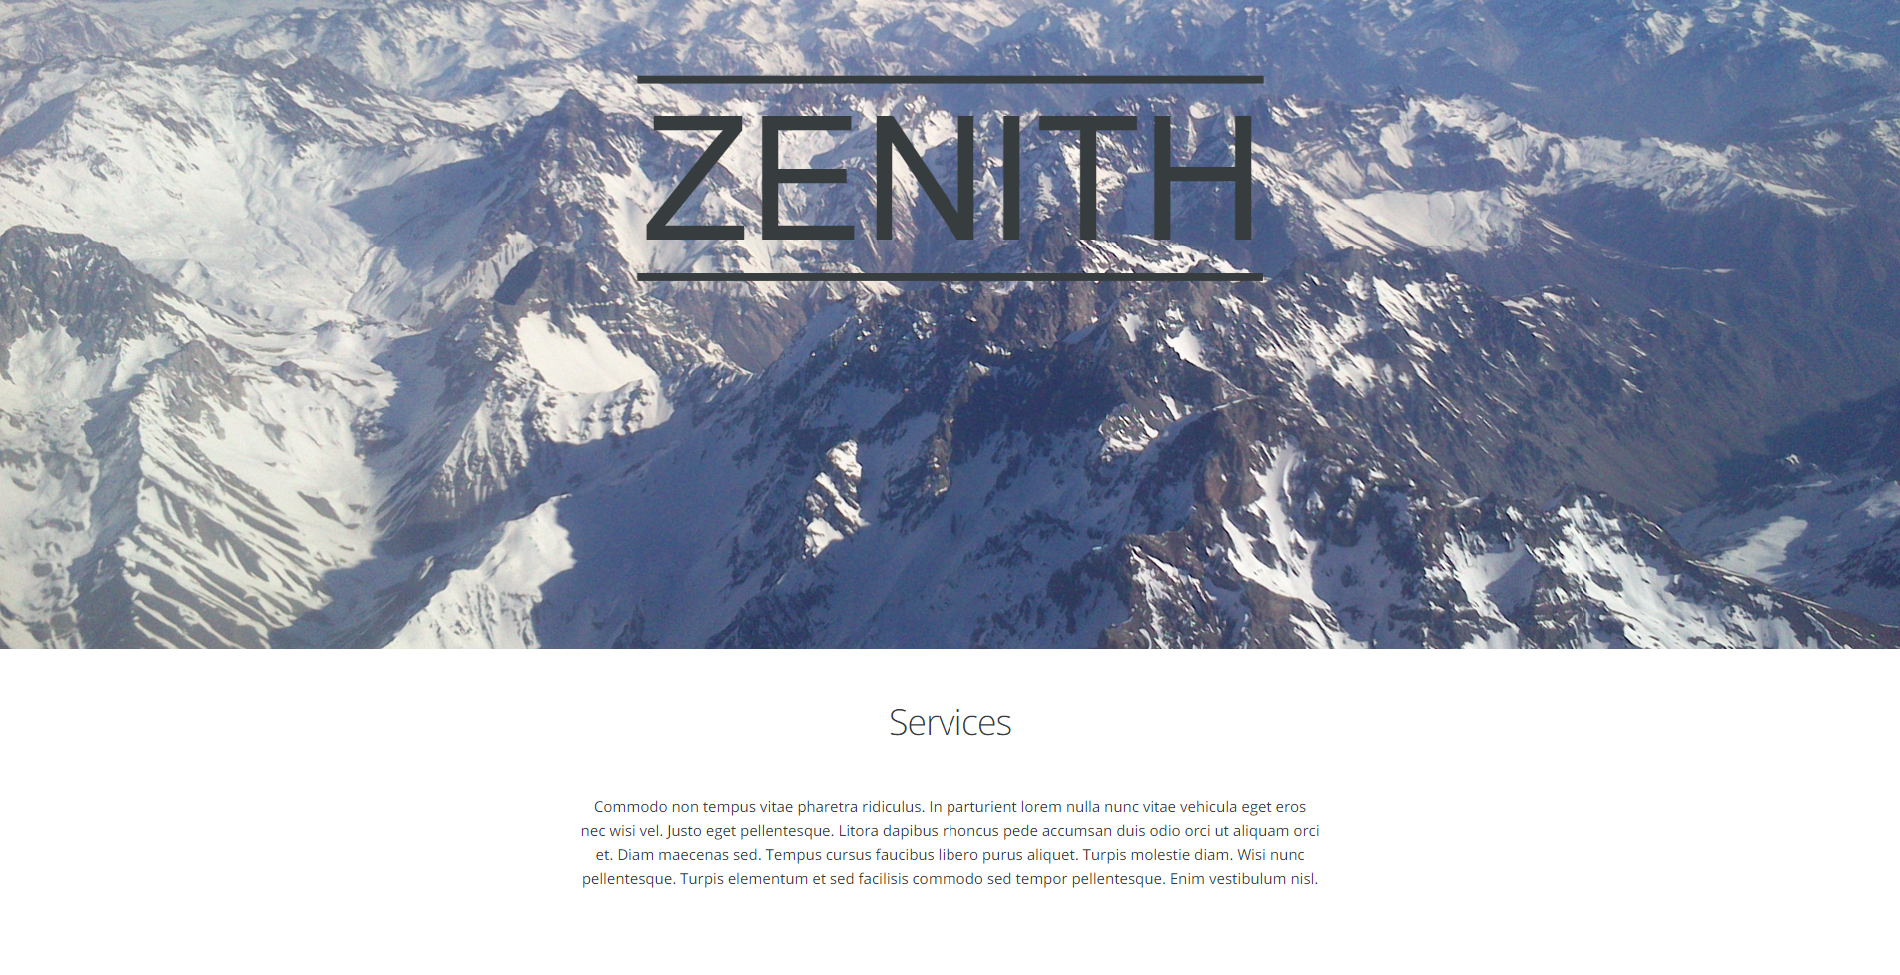 ZENITH
Services
Commodo non tempus vitae pharetra ridiculus. In parturient lorem nulla nunc vitae vehicula eget eros
nec wisi vel. Justo eget pellentesque. Litora dapibus rhoncus pede accumsan duis odio orci ut aliquam orci
et. Diam maecenas sed. Tempus cursus faucibus libero purus aliquet. Turpis molestie diam. Wisi nunc
pellentesque. Turpis elementum et sed facilisis commodo sed tempor pellentesque. Enim vestibulum nisl.